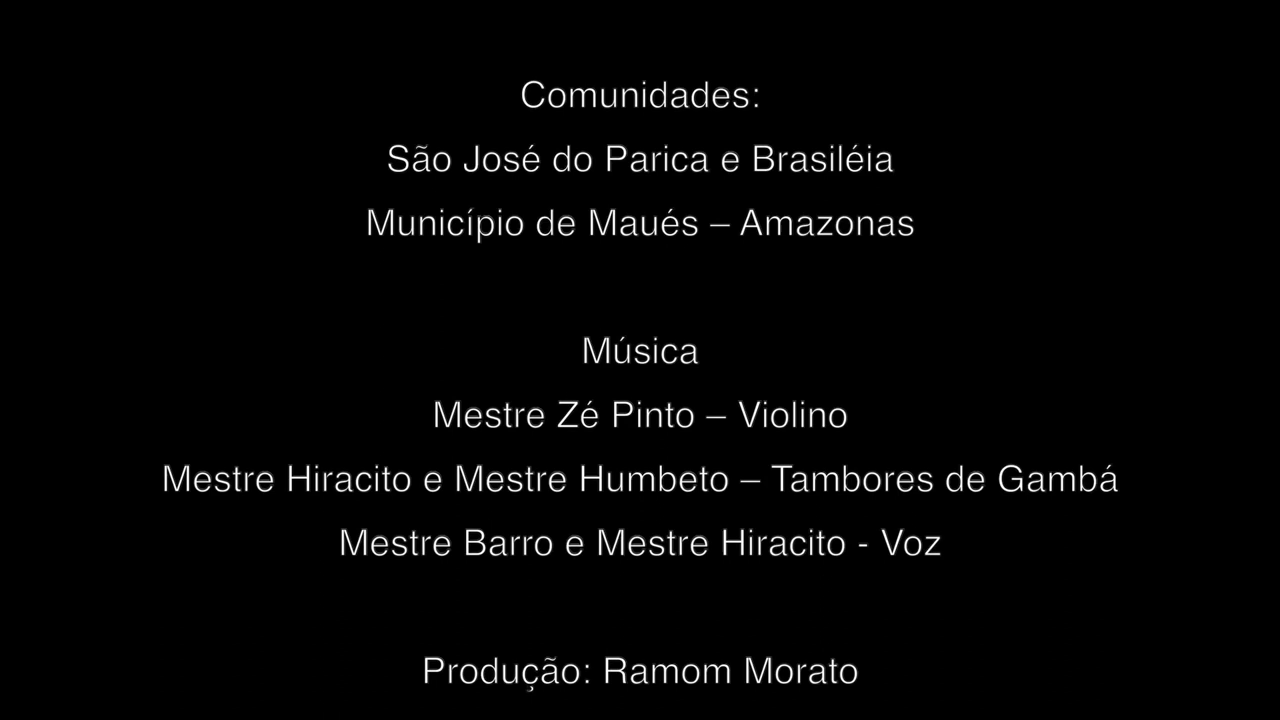 Comunidades:
São José do Parica e Brasiléia
Município de Maués – Amazonas
Música
Mestre Zé Pinto – Violino
Mestre Hiracito e Mestre Humbeto – Tambores de Gambá
Mestre Barro e Mestre Hiracito - Voz
Produção: Ramom Morato